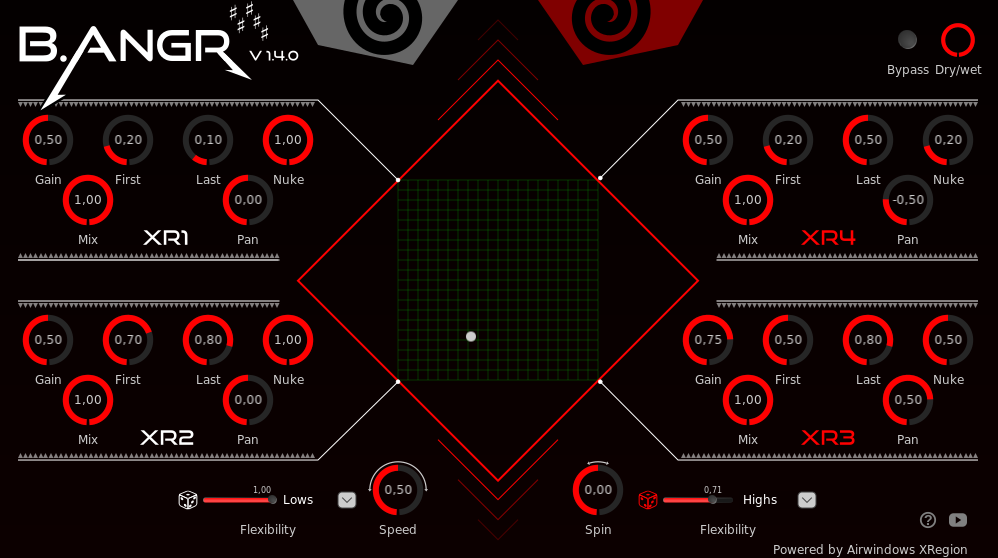 B.ANGR
V 1.4.0
Bypass Dry/wet
0,50 0,20 0,10 1,00
Gain First Last Nuke
1,00 0,00
Mix XR1 Pan
0,50 0,20 0,50 0,20
Gain First Last Nuke
1,00 -0,50
Mix XR4 Pan
0,50 0,70 0,80 1,00
Gain First Last Nuke
1,00 0,00
Mix XR2 Pan
0,75 0,50 0,80 0,50
Gain First Last Nuke
1,00 0,50
Mix XR3 Pan
1,00
Lows
Flexibility
0,50
Speed
0,00
Spin
0,71
Highs
Flexibility
?
Powered by Airwindows XRegion